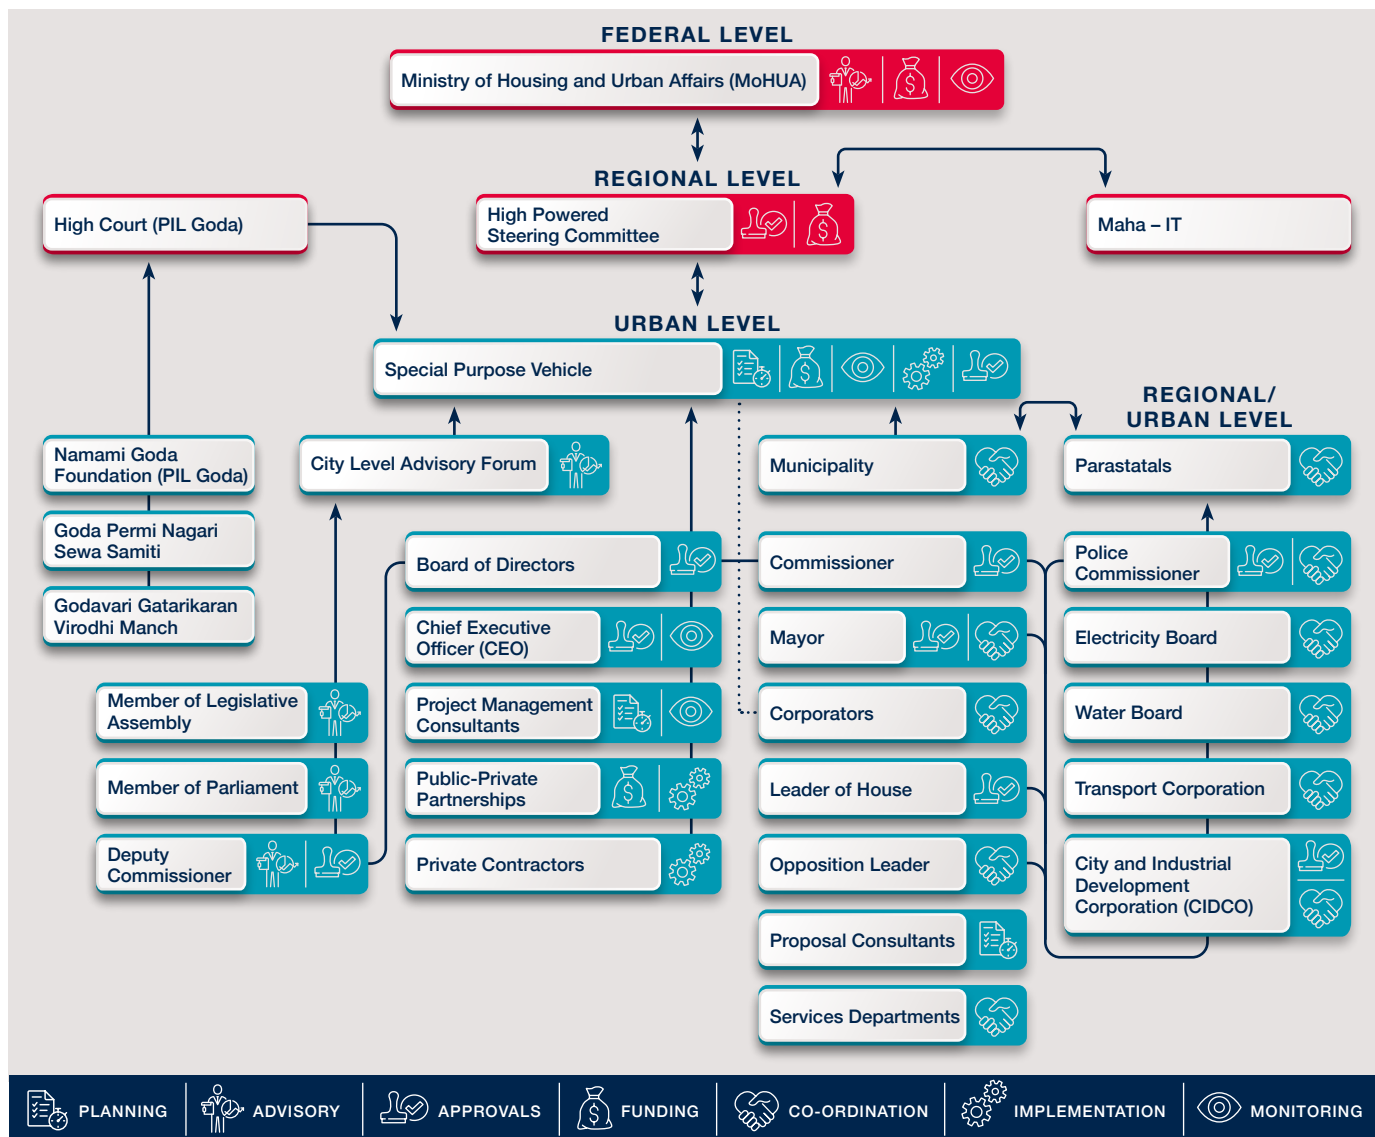 FEDERAL LEVEL
Ministry of Housing and Urban Affairs (MoHUA)
REGIONAL LEVEL
High Court (PIL Goda)
High Powered
Steering Committee
Maha – IT
URBAN LEVEL
Special Purpose Vehicle
REGIONAL/
URBAN LEVEL
Namami Goda
Foundation (PIL Goda)
Goda Permi Nagari
Sewa Samiti
Godavari Gatarikaran
Virodhi Manch
City Level Advisory Forum
Member of Legislative
Assembly
Member of Parliament
Deputy
Commissioner
Board of Directors
Chief Executive
Officer (CEO)
Project Management
Consultants
Public-Private
Partnerships
Private Contractors
Municipality
Commissioner
Mayor
Corporators
Leader of House
Opposition Leader
Proposal Consultants
Services Departments
Parastatals
Police
Commissioner
Electricity Board
Water Board
Transport Corporation
City and Industrial
Development
Corporation (CIDCO)
PLANNING
ADVISORY
APPROVALS
FUNDING
CO-ORDINATION
IMPLEMENTATION
MONITORING